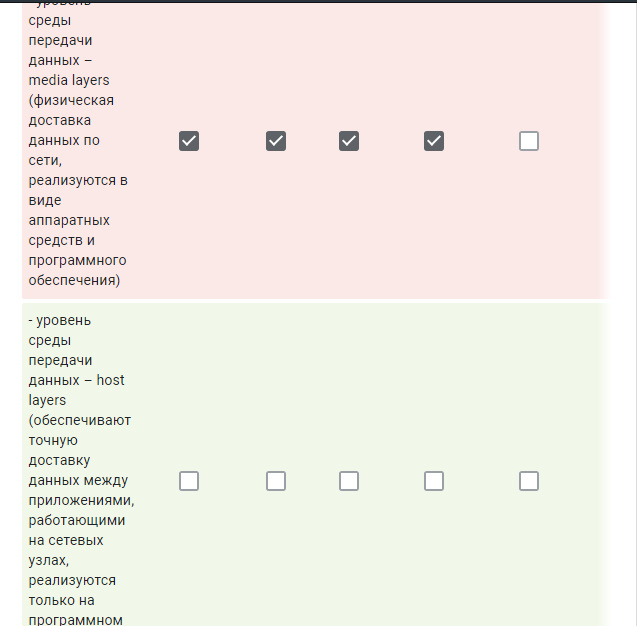 - уровень
среды
передачи
данных –
media layers
(физическая
доставка
данных по
сети,
реализуются в
виде
аппаратных
средств и
программного
обеспечения)
- уровень
среды
передачи
данных – host
layers
(обеспечивают
точную
доставку
данных между
приложениями,
работающими
на сетевых
узлах,
реализуются
только на
программном